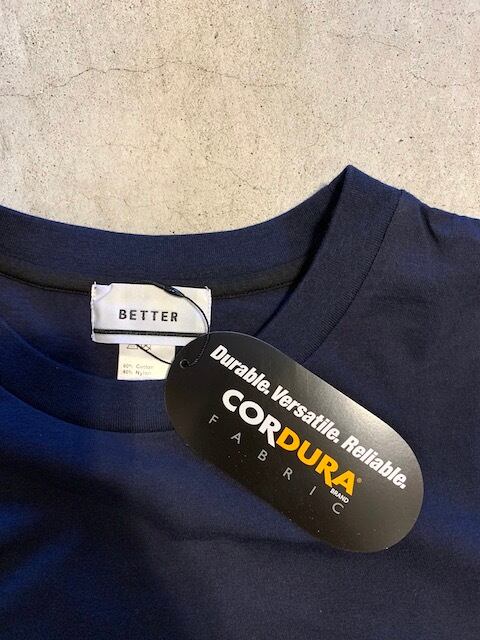 BETTER
60% Cotton
40% Nylon
Durable. Versatile. Reliable.
CORDURA®
BRAND
FABRIC